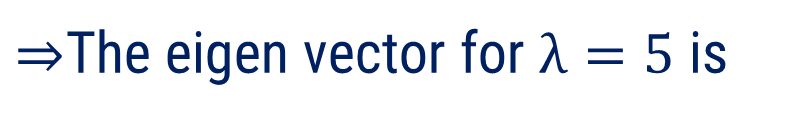 ⇒The eigen vector for λ = 5 is